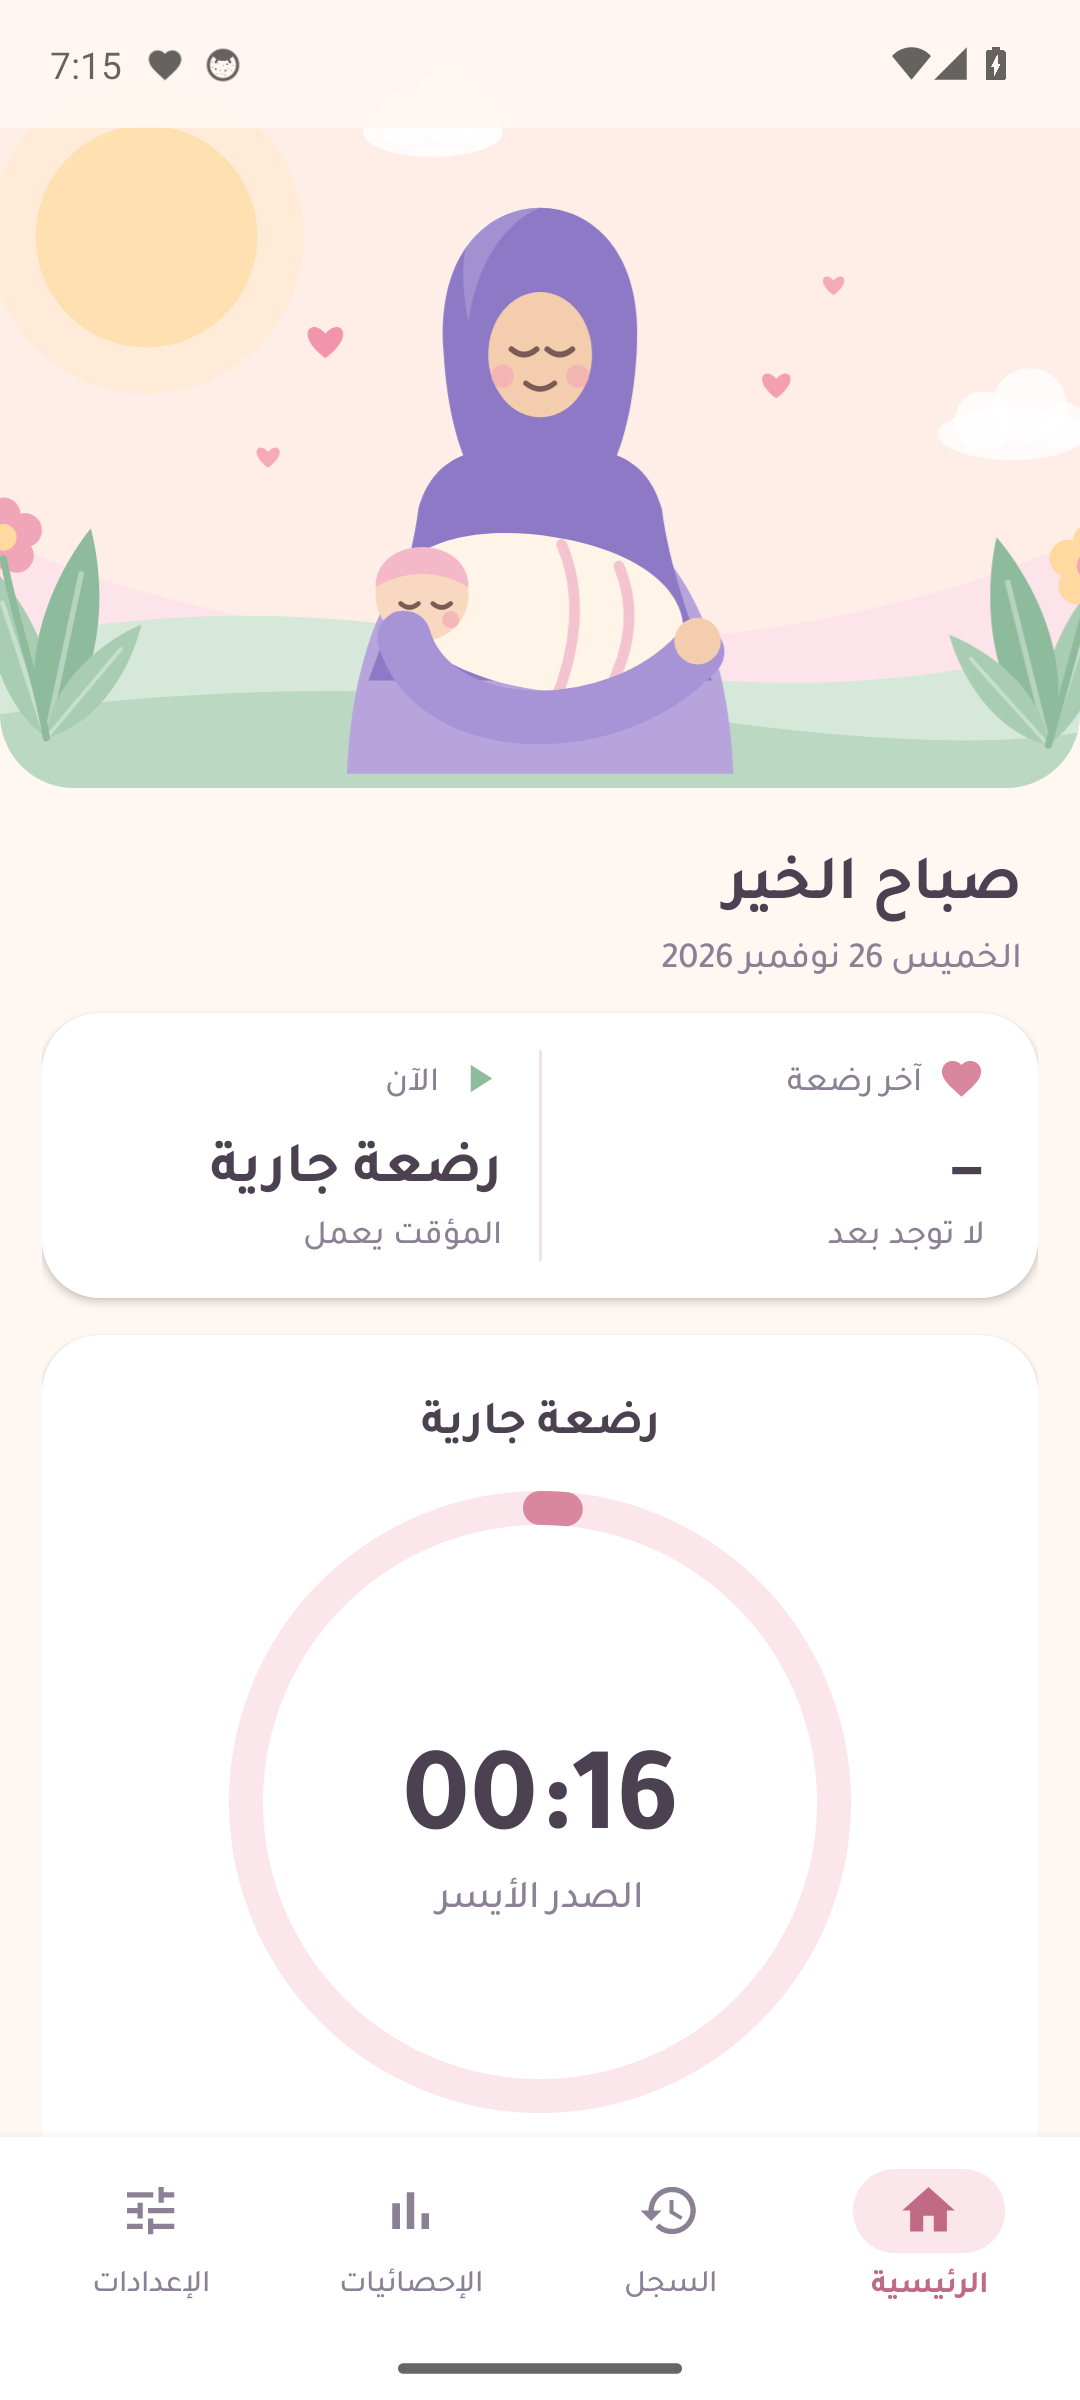 7:15
صباح الخير
الخميس 26 نوفمبر 2026
آخر رضعة
–
لا توجد بعد
الآن
رضعة جارية
المؤقت يعمل
رضعة جارية
00:16
الصدر الأيسر
الرئيسية
السجل
الإحصائيات
الإعدادات